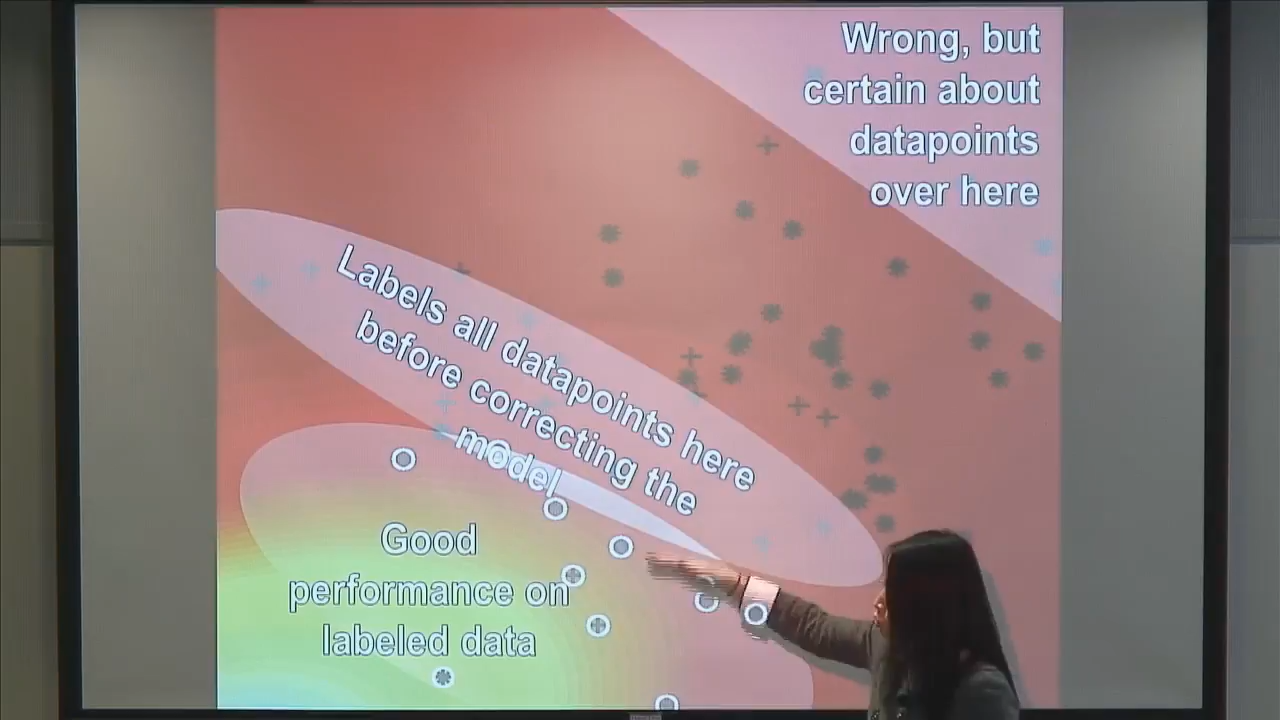 Wrong, but
certain about
datapoints
over here
Labels all datapoints here
before correcting the
model
Good
performance on
labeled data